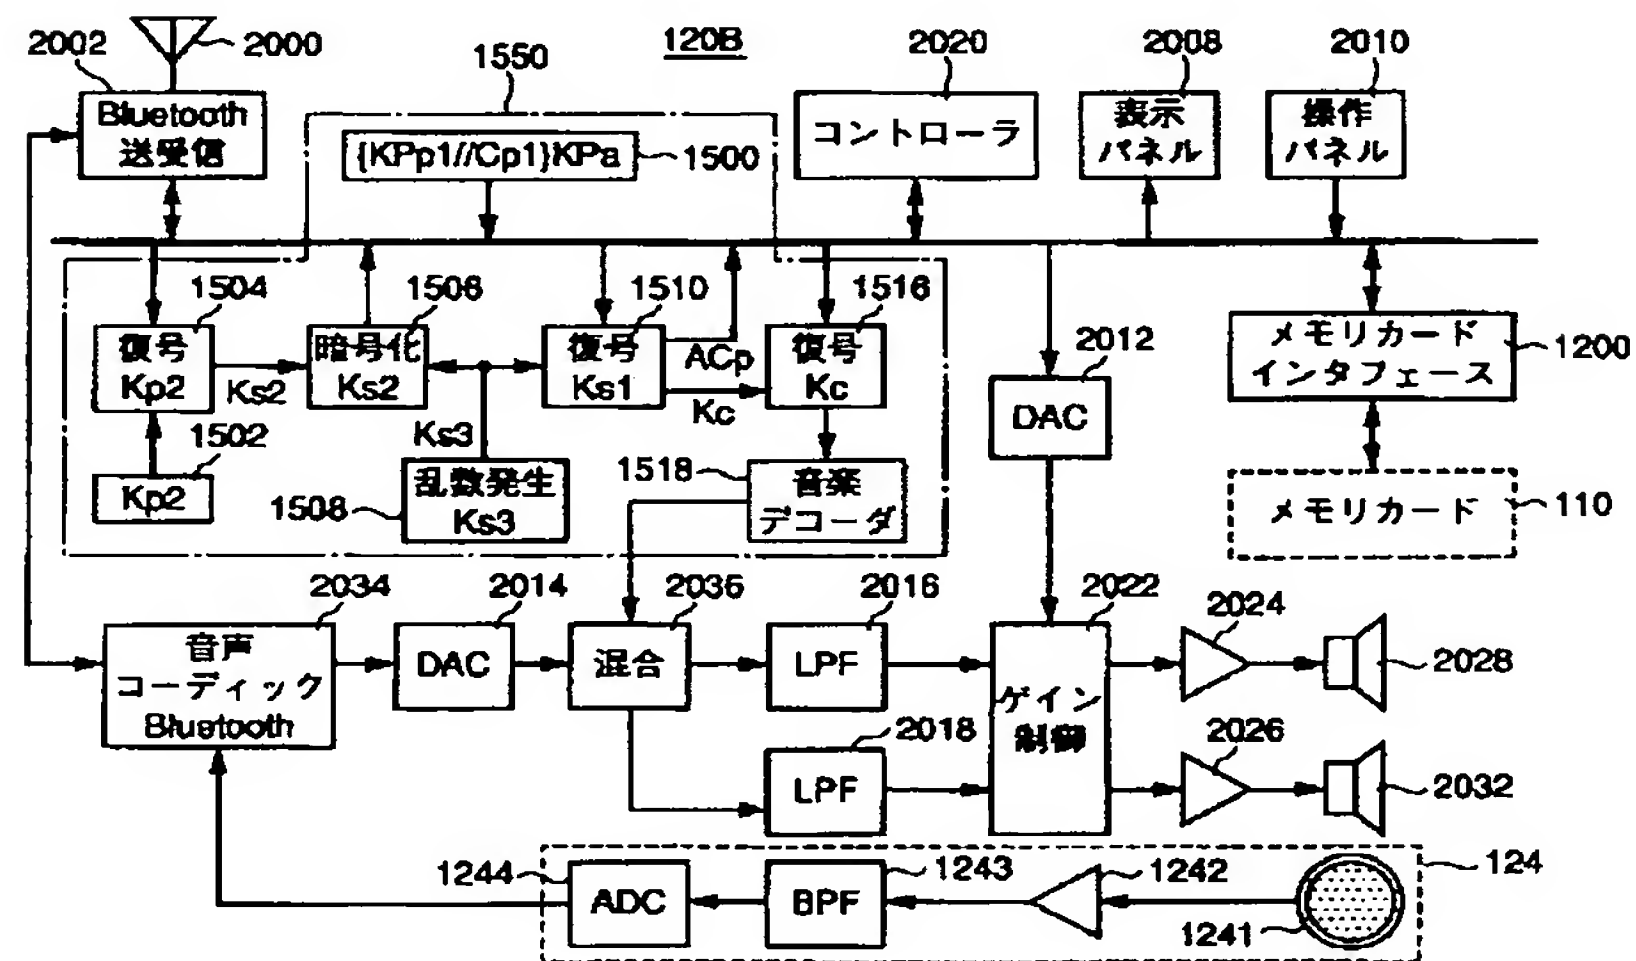 120B
2002
2000
1550
2020
2008
2010
Bluetooth
送受信
{KPp1//Cp1}KPa
1500
コントローラ
表示
パネル
操作
パネル
1504
1506
1510
1516
復号
Kp2
Ks2
暗号化
Ks2
復号
Ks1
ACp
Kc
復号
Kc
2012
DAC
メモリカード
インタフェース
1200
1502
Kp2
Ks3
1508
乱数発生
Ks3
1518
音楽
デコーダ
メモリカード
110
2034
2014
2036
2016
2022
2024
音声
コーディック
Bluetooth
DAC
混合
LPF
ゲイン
制御
2028
2018
LPF
2026
2032
1244
ADC
1243
BPF
1242
1241
124